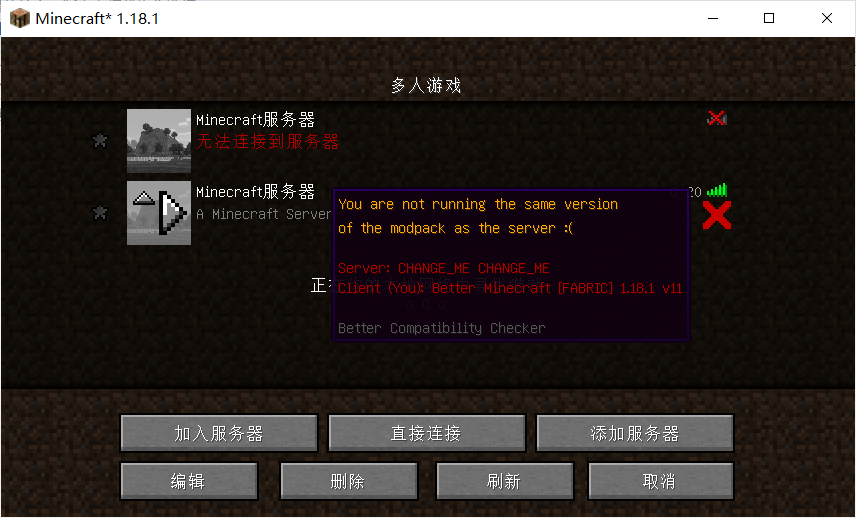 Minecraft* 1.18.1
多人游戏
Minecraft服务器
无法连接到服务器
Minecraft服务器
20
A Minecraft Server
You are not running the same version
of the modpack as the server :(
Server: CHANGE_ME CHANGE_ME
Client (You): Better Minecraft [FABRIC] 1.18.1 v11
Better Compatibility Checker
正
加入服务器
直接连接
添加服务器
编辑
删除
刷新
取消